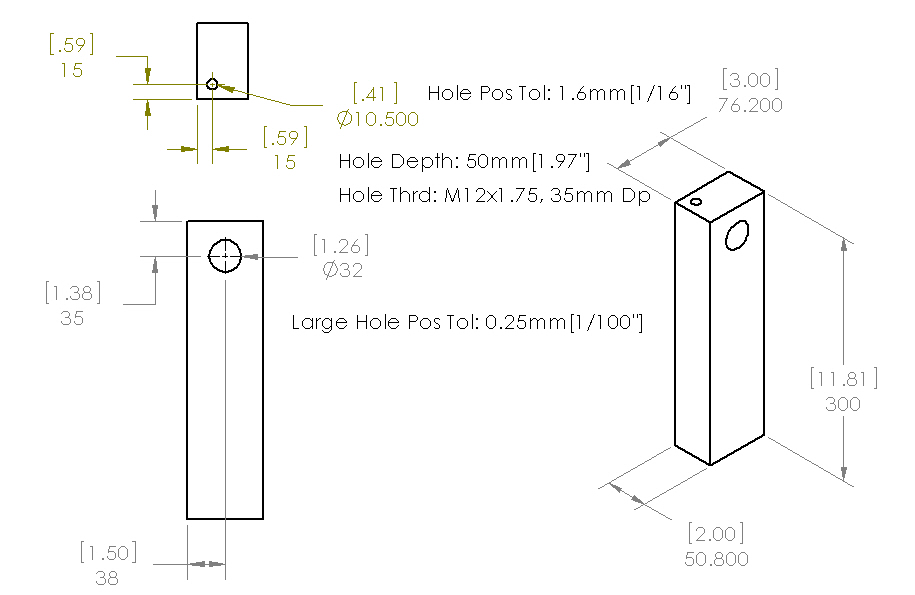 [.59]
15
[.41]
Ø10.500
Hole Pos Tol: 1.6mm[1/16"]
[3.00]
76.200
[.59]
15
Hole Depth: 50mm[1.97"]
Hole Thrd: M12x1.75, 35mm Dp
[1.26]
Ø32
[1.38]
35
Large Hole Pos Tol: 0.25mm[1/100"]
[11.81]
300
[2.00]
50.800
[1.50]
38